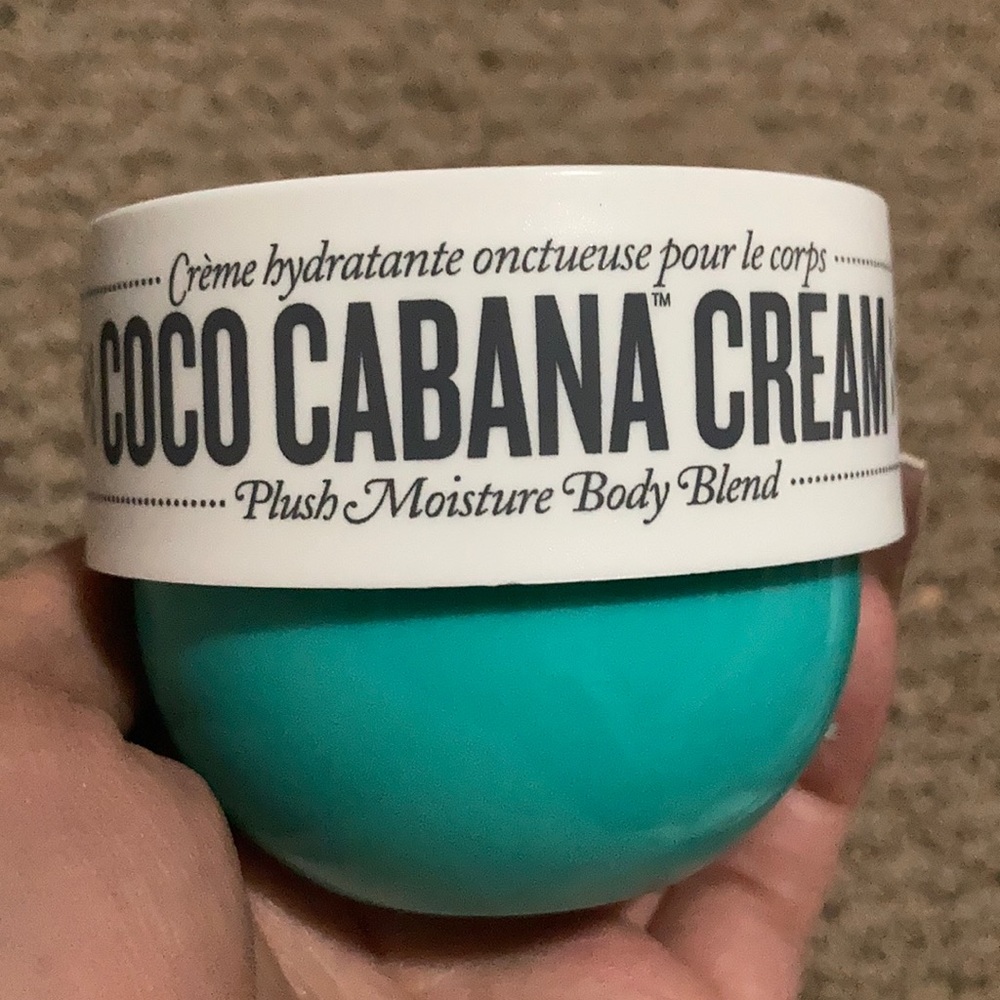 Crème hydratante onctueuse pour le corps
COCO CABANA™ CREAM
Plush Moisture Body Blend